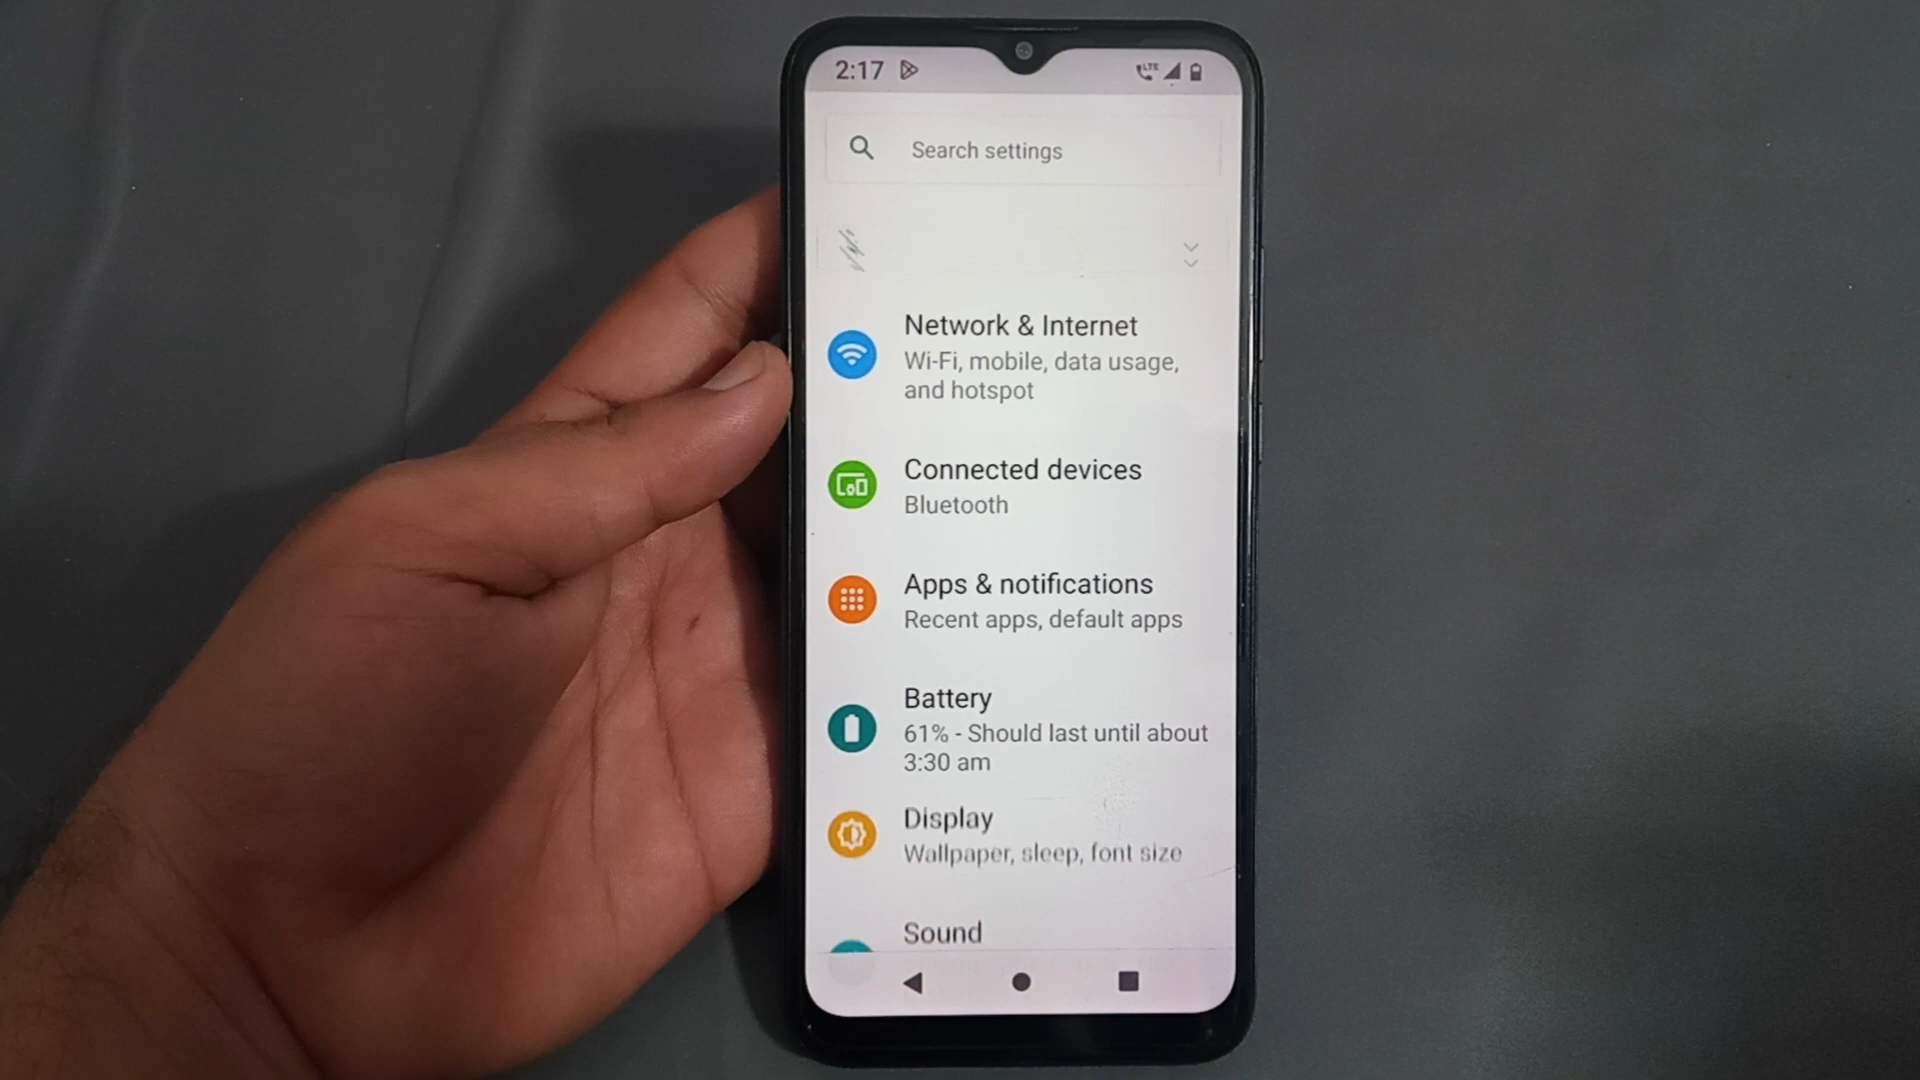 2:17
LTE
Search settings
Network & Internet
Wi-Fi, mobile, data usage,
and hotspot
Connected devices
Bluetooth
Apps & notifications
Recent apps, default apps
Battery
61% - Should last until about
3:30 am
Display
Wallpaper, sleep, font size
Sound